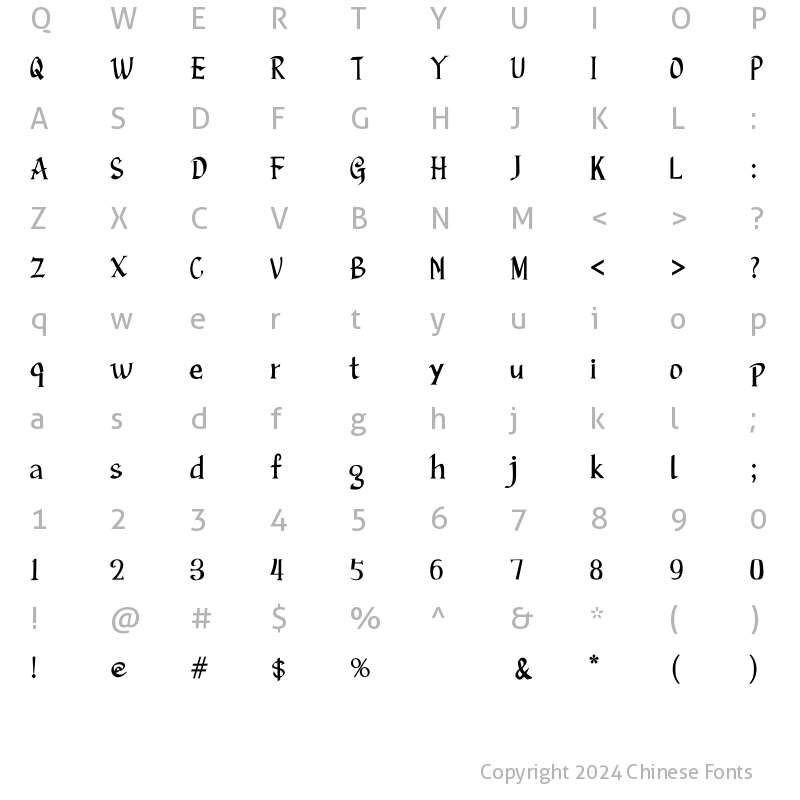 Q W E R T Y U I O P
Q W E R T Y U I O P
A S D F G H J K L :
A S D F G H J K L :
Z X C V B N M < > ?
Z X C V B N M < > ?
q w e r t y u i o p
q w e r t y u i o p
a s d f g h j k l ;
a s d f g h j k l ;
1 2 3 4 5 6 7 8 9 0
1 2 3 4 5 6 7 8 9 0
! @ # $ % ^ & * ( )
! @ # $ % & * ( )
Copyright 2024 Chinese Fonts